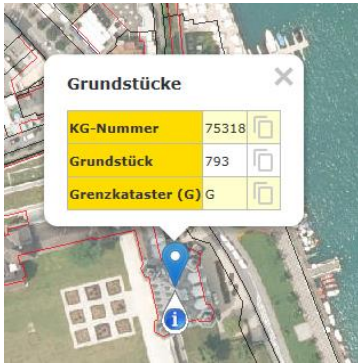 Grundstücke
KG-Nummer 75318
Grundstück 793
Grenzkataster (G) G
i